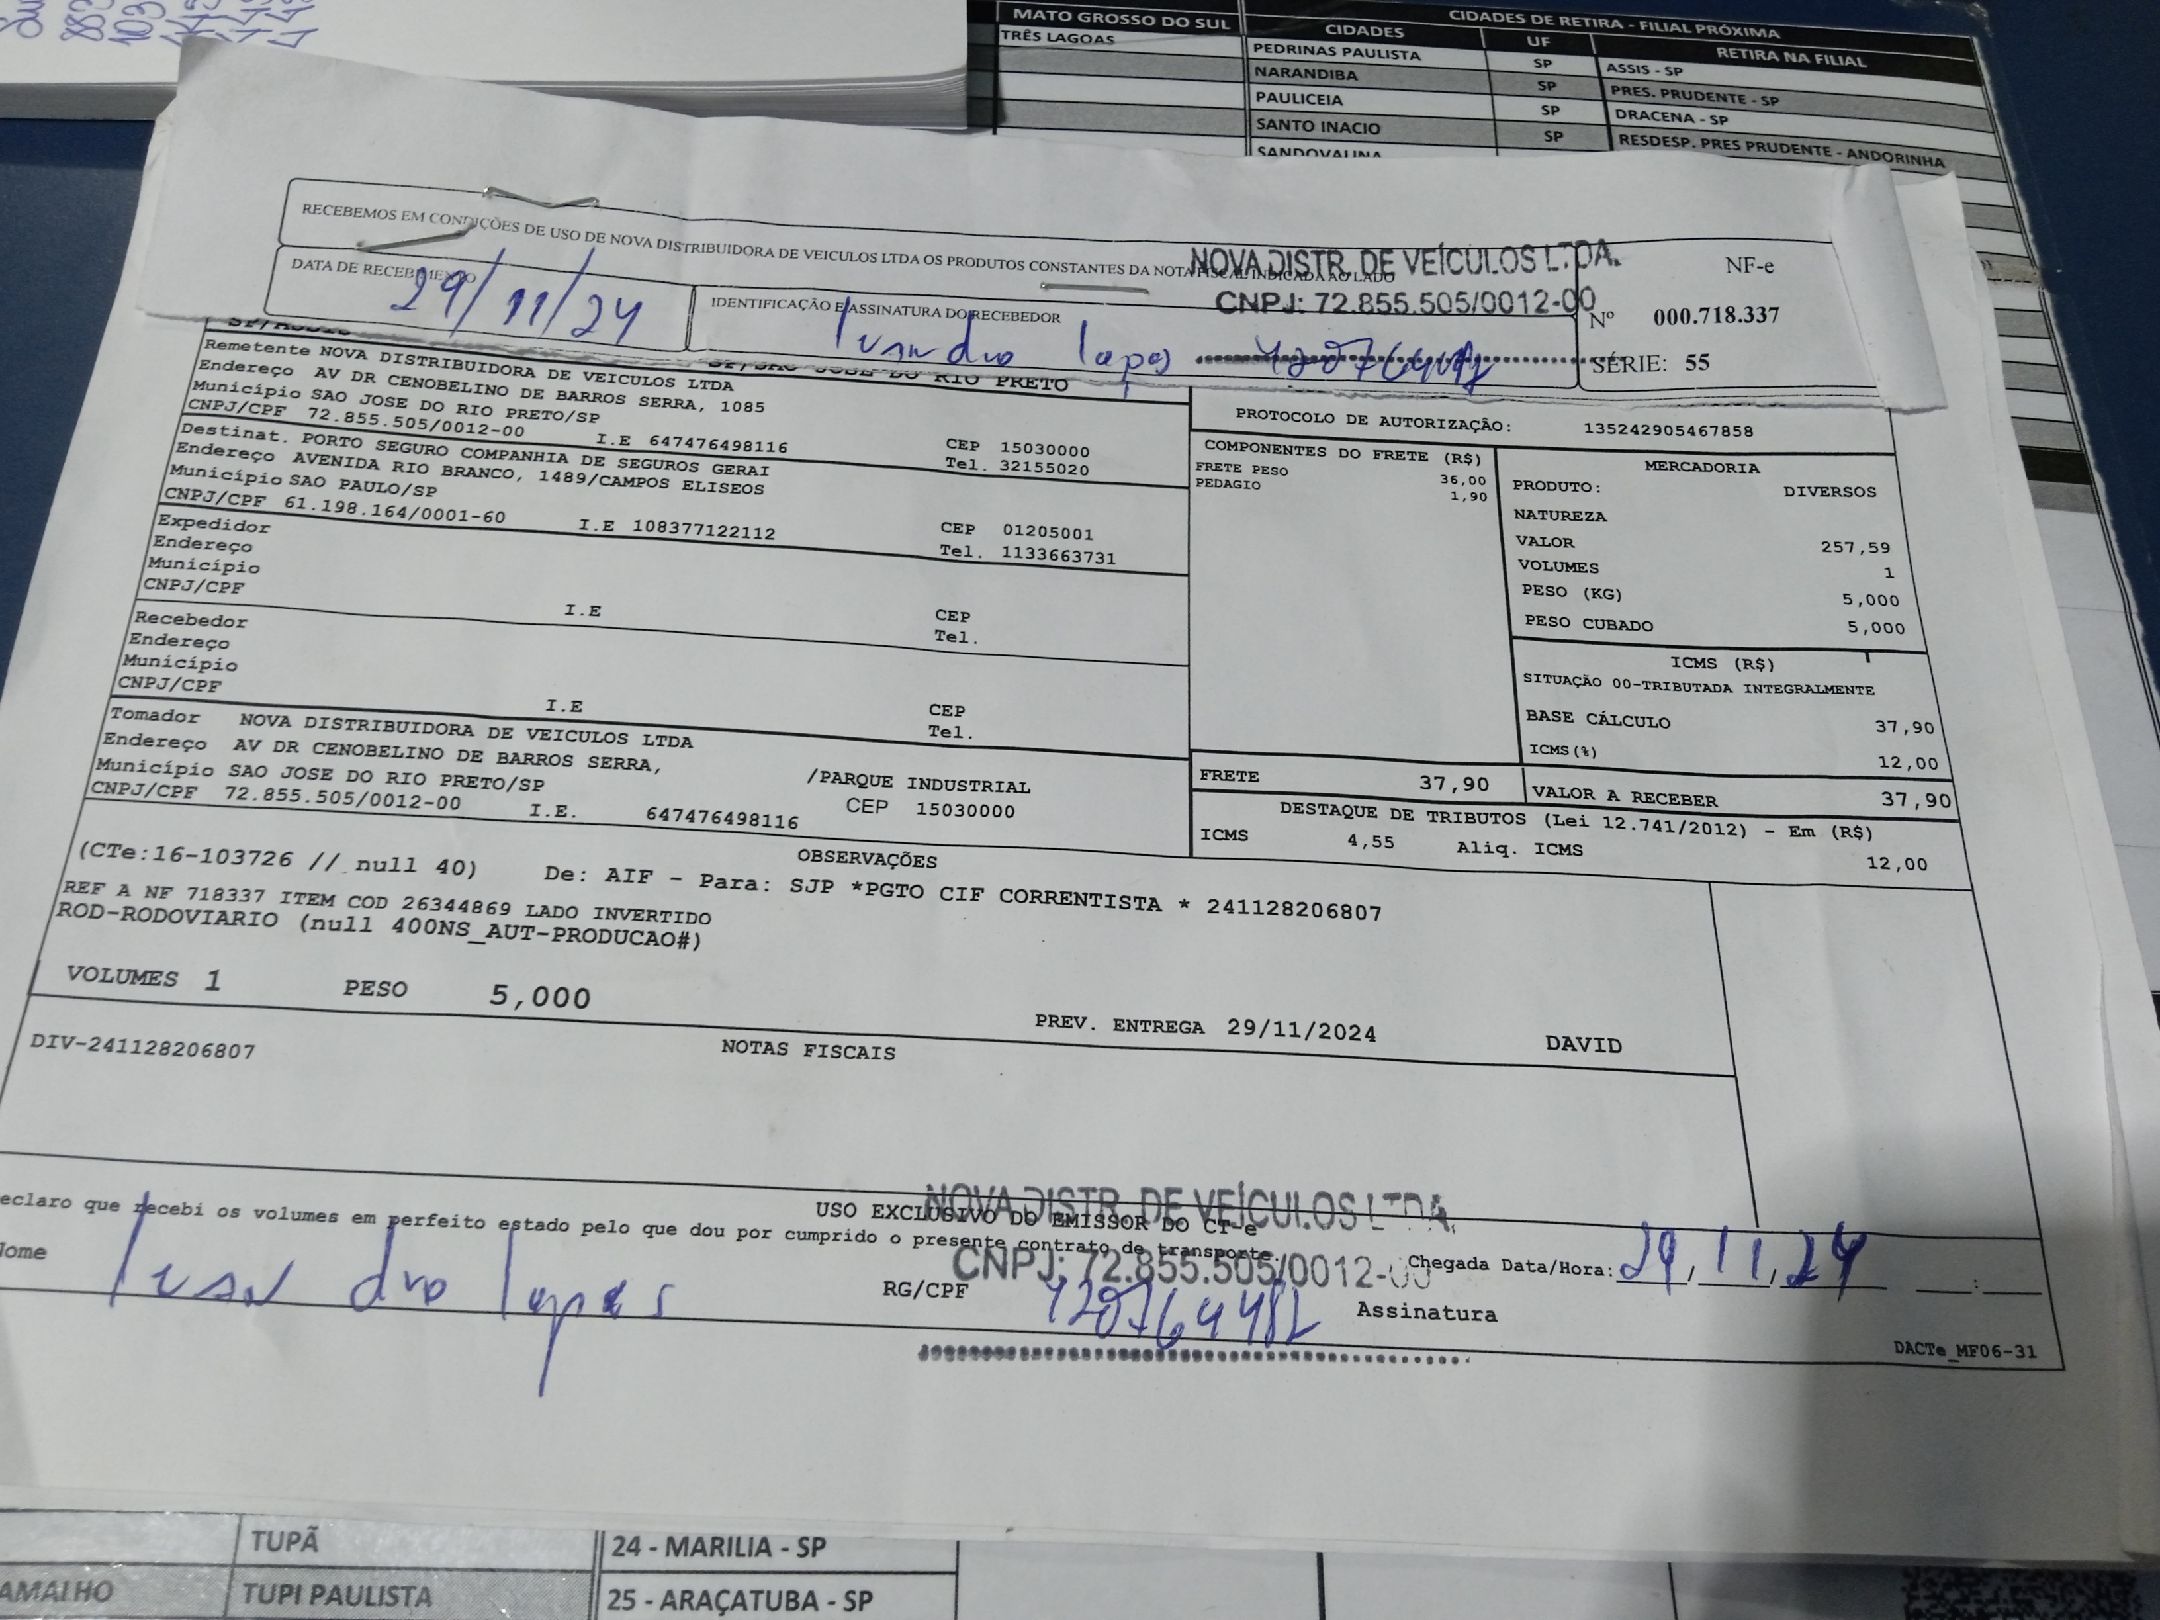 MATO GROSSO DO SUL
TRÊS LAGOAS
CIDADES DE RETIRA - FILIAL PRÓXIMA
CIDADES UF RETIRA NA FILIAL
PEDRINAS PAULISTA SP ASSIS - SP
NARANDIBA SP PRES. PRUDENTE - SP
PAULICEIA SP DRACENA - SP
SANTO INACIO SP RESDESP. PRES PRUDENTE - ANDORINHA
SANDOVALINA
RECEBEMOS EM CONDIÇÕES DE USO DE NOVA DISTRIBUIDORA DE VEICULOS LTDA OS PRODUTOS CONSTANTES DA NOTA FISCAL INDICADA AO LADO
NOVA DISTR. DE VEÍCULOS LTDA.
CNPJ: 72.855.505/0012-00
NF-e
Nº 000.718.337
SÉRIE: 55
DATA DE RECEBIMENTO
29/11/24
IDENTIFICAÇÃO E ASSINATURA DO RECEBEDOR
Ivandro lopes
SP/SAO JOSE DO RIO PRETO
Remetente NOVA DISTRIBUIDORA DE VEICULOS LTDA
Endereço AV DR CENOBELINO DE BARROS SERRA, 1085
Município SAO JOSE DO RIO PRETO/SP CEP 15030000
CNPJ/CPF 72.855.505/0012-00 I.E 647476498116 Tel. 32155020
Destinat. PORTO SEGURO COMPANHIA DE SEGUROS GERAI
Endereço AVENIDA RIO BRANCO, 1489/CAMPOS ELISEOS
Município SAO PAULO/SP CEP 01205001
CNPJ/CPF 61.198.164/0001-60 I.E 108377122112 Tel. 1133663731
Expedidor
Endereço
Município CEP
CNPJ/CPF I.E Tel.
Recebedor
Endereço
Município CEP
CNPJ/CPF I.E Tel.
Tomador NOVA DISTRIBUIDORA DE VEICULOS LTDA
Endereço AV DR CENOBELINO DE BARROS SERRA, /PARQUE INDUSTRIAL
Município SAO JOSE DO RIO PRETO/SP CEP 15030000
CNPJ/CPF 72.855.505/0012-00 I.E. 647476498116
PROTOCOLO DE AUTORIZAÇÃO: 135242905467858
COMPONENTES DO FRETE (R$)
FRETE PESO 36,00
PEDAGIO 1,90
MERCADORIA
PRODUTO: DIVERSOS
NATUREZA
VALOR 257,59
VOLUMES 1
PESO (KG) 5,000
PESO CUBADO 5,000
ICMS (R$)
SITUAÇÃO 00-TRIBUTADA INTEGRALMENTE
BASE CÁLCULO 37,90
ICMS(%) 12,00
FRETE 37,90 VALOR A RECEBER 37,90
DESTAQUE DE TRIBUTOS (Lei 12.741/2012) - Em (R$)
ICMS 4,55 Aliq. ICMS 12,00
OBSERVAÇÕES
(CTe:16-103726 // null 40) De: AIF - Para: SJP *PGTO CIF CORRENTISTA * 241128206807
REF A NF 718337 ITEM COD 26344869 LADO INVERTIDO
ROD-RODOVIARIO (null 400NS_AUT-PRODUCAO#)
VOLUMES 1 PESO 5,000 PREV. ENTREGA 29/11/2024 DAVID
NOTAS FISCAIS
DIV-241128206807
USO EXCLUSIVO DO EMISSOR DO CT-e
NOVA DISTR. DE VEÍCULOS LTDA.
CNPJ: 72.855.505/0012-00
eclaro que recebi os volumes em perfeito estado pelo que dou por cumprido o presente contrato de transporte.
Nome Ivandro lopes RG/CPF Chegada Data/Hora: 29, 11, 24 :
Assinatura
DACTe_MF06-31
TUPÃ 24 - MARILIA - SP
AMALHO TUPI PAULISTA 25 - ARAÇATUBA - SP